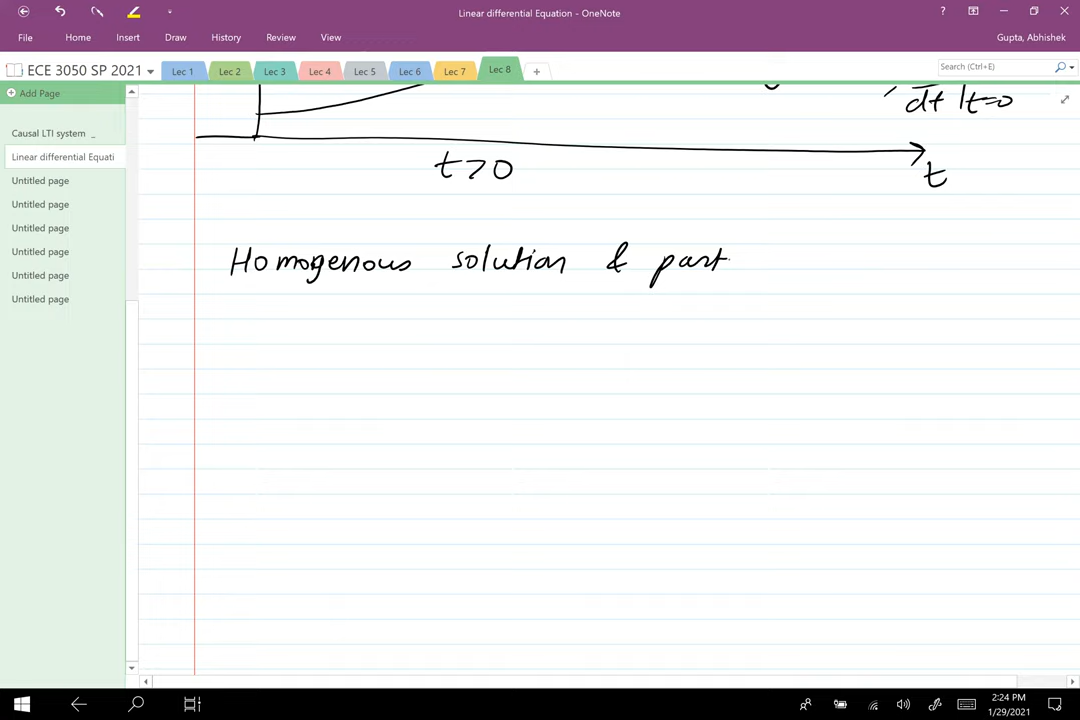 Linear differential Equation - OneNote
?
File Home Insert Draw History Review View
Gupta, Abhishek
ECE 3050 SP 2021 Lec 1 Lec 2 Lec 3 Lec 4 Lec 5 Lec 6 Lec 7 Lec 8 +
Search (Ctrl+E)
Add Page
Causal LTI system _
Linear differential Equati
Untitled page
Untitled page
Untitled page
Untitled page
Untitled page
Untitled page
dt |t=0
t>0
t
Homogenous solution & part
2:24 PM
1/29/2021